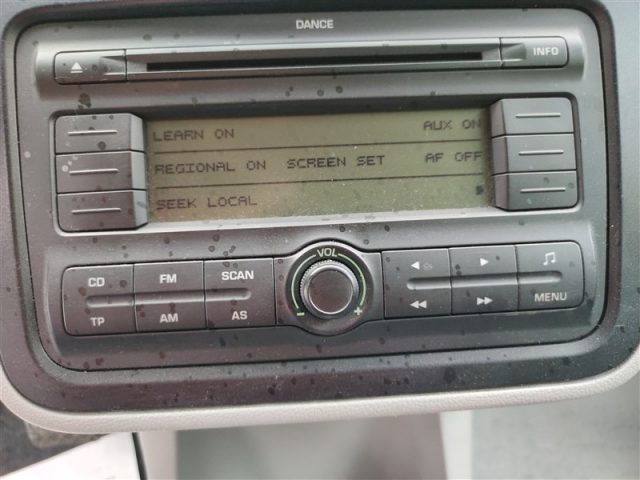 DANCE
INFO
LEARN ON AUX ON
REGIONAL ON SCREEN SET AF OFF
SEEK LOCAL
VOL
CD FM SCAN
TP AM AS
- +
MENU